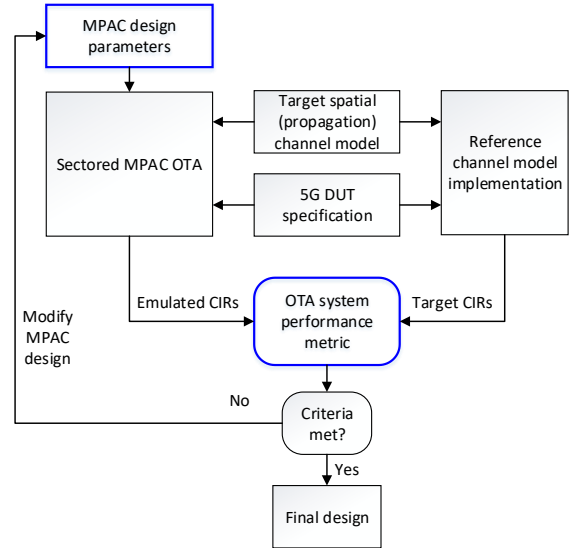 MPAC design
parameters
Target spatial
(propagation)
channel model
Sectored MPAC OTA
Reference
channel model
implementation
5G DUT
specification
Emulated CIRs
OTA system
performance
metric
Target CIRs
Modify
MPAC
design
No
Criteria
met?
Yes
Final design